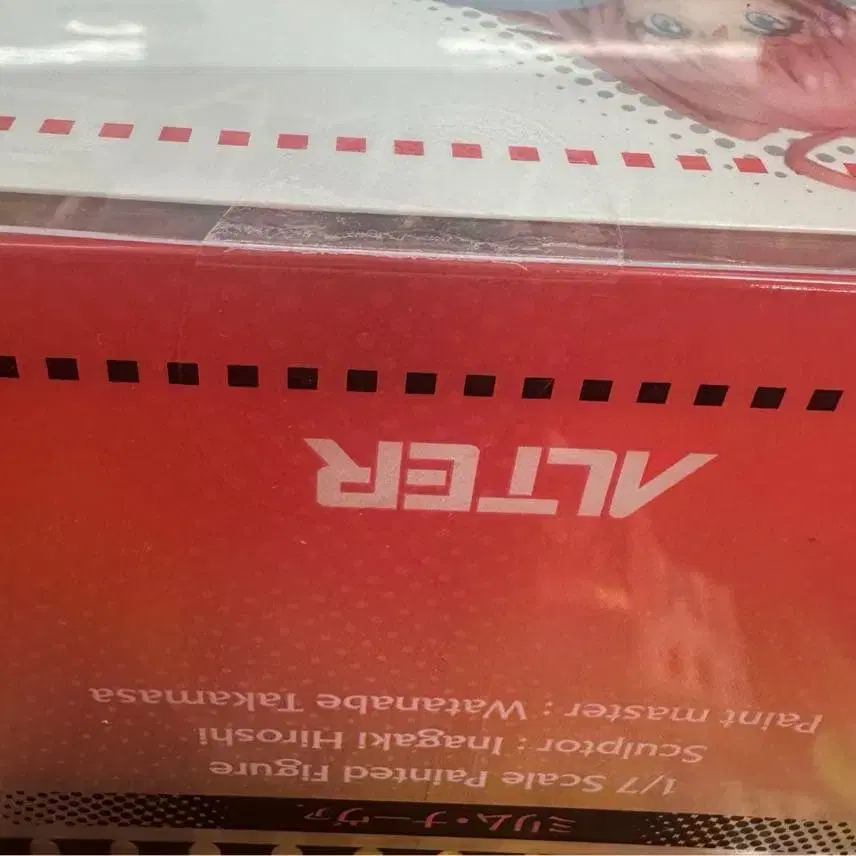 ミリム・ナーヴァ
1/7 Scale Painted Figure
Sculptor : Inagaki Hiroshi
Paint master : Watanabe Takamasa
ALTER